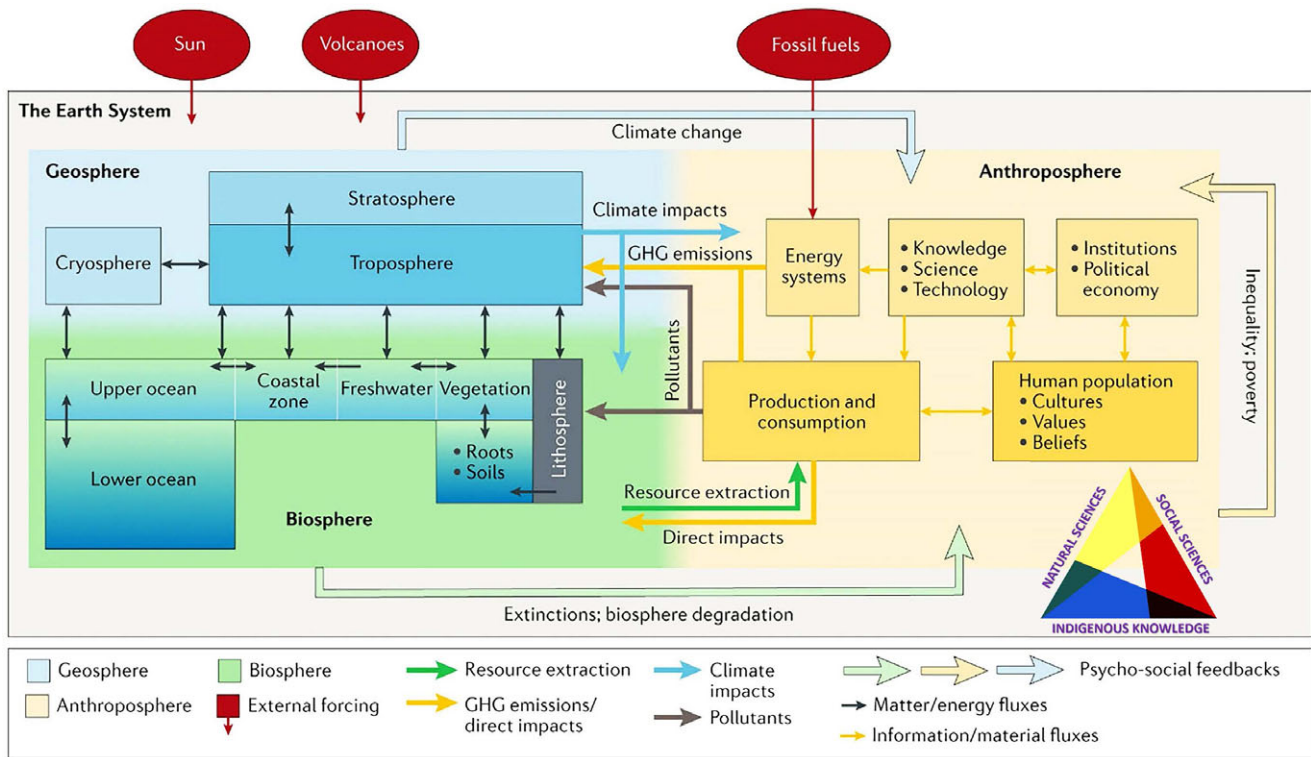 Sun
Volcanoes
Fossil fuels
The Earth System
Climate change
Geosphere
Anthroposphere
Stratosphere
Troposphere
Cryosphere
Climate impacts
GHG emissions
Energy
systems
• Knowledge
• Science
• Technology
• Institutions
• Political
economy
Inequality; poverty
Pollutants
Upper ocean
Coastal
zone
Freshwater
Vegetation
Lithosphere
Lower ocean
• Roots
• Soils
Biosphere
Production and
consumption
Human population
• Cultures
• Values
• Beliefs
Resource extraction
Direct impacts
NATURAL SCIENCES
SOCIAL SCIENCES
INDIGENOUS KNOWLEDGE
Extinctions; biosphere degradation
Geosphere
Biosphere
Resource extraction
Climate
impacts
Psycho-social feedbacks
Anthroposphere
External forcing
GHG emissions/
direct impacts
Pollutants
Matter/energy fluxes
Information/material fluxes